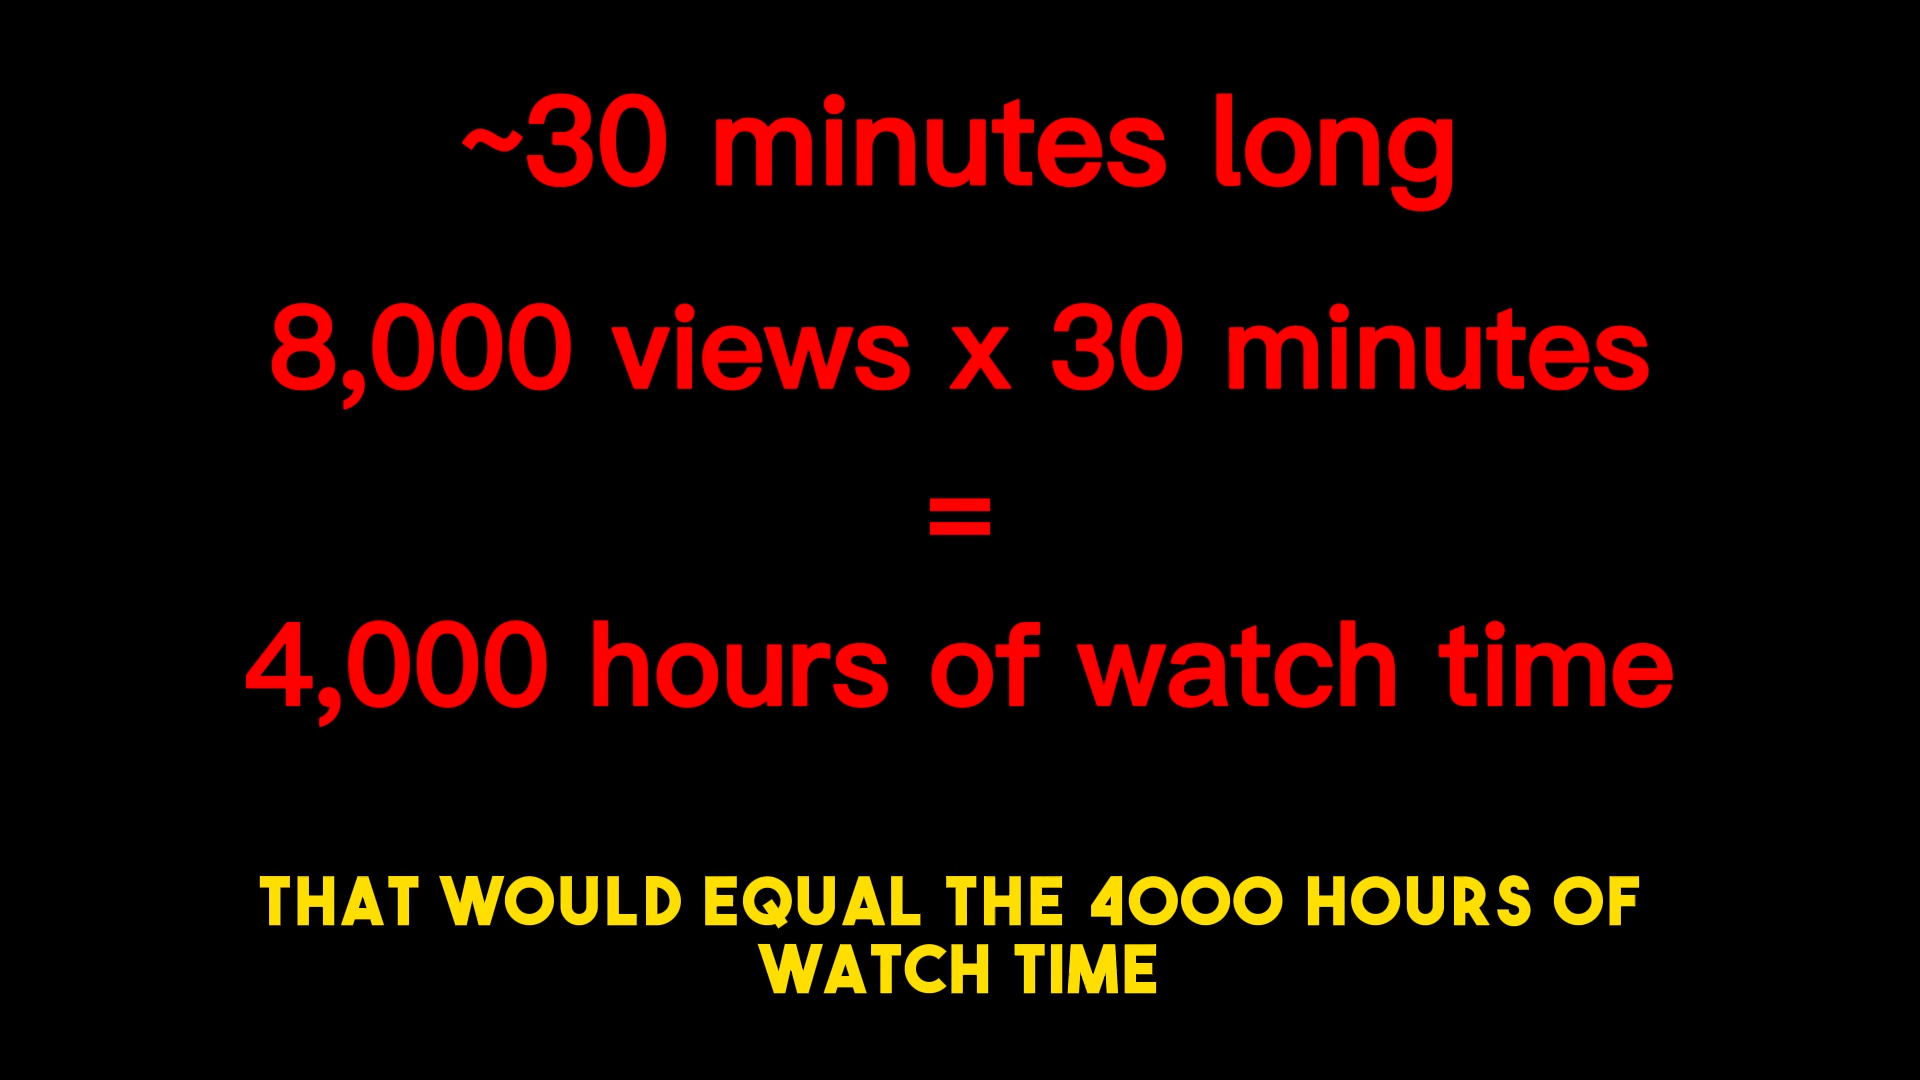 ~30 minutes long
8,000 views x 30 minutes
=
4,000 hours of watch time
THAT WOULD EQUAL THE 4000 HOURS OF
WATCH TIME